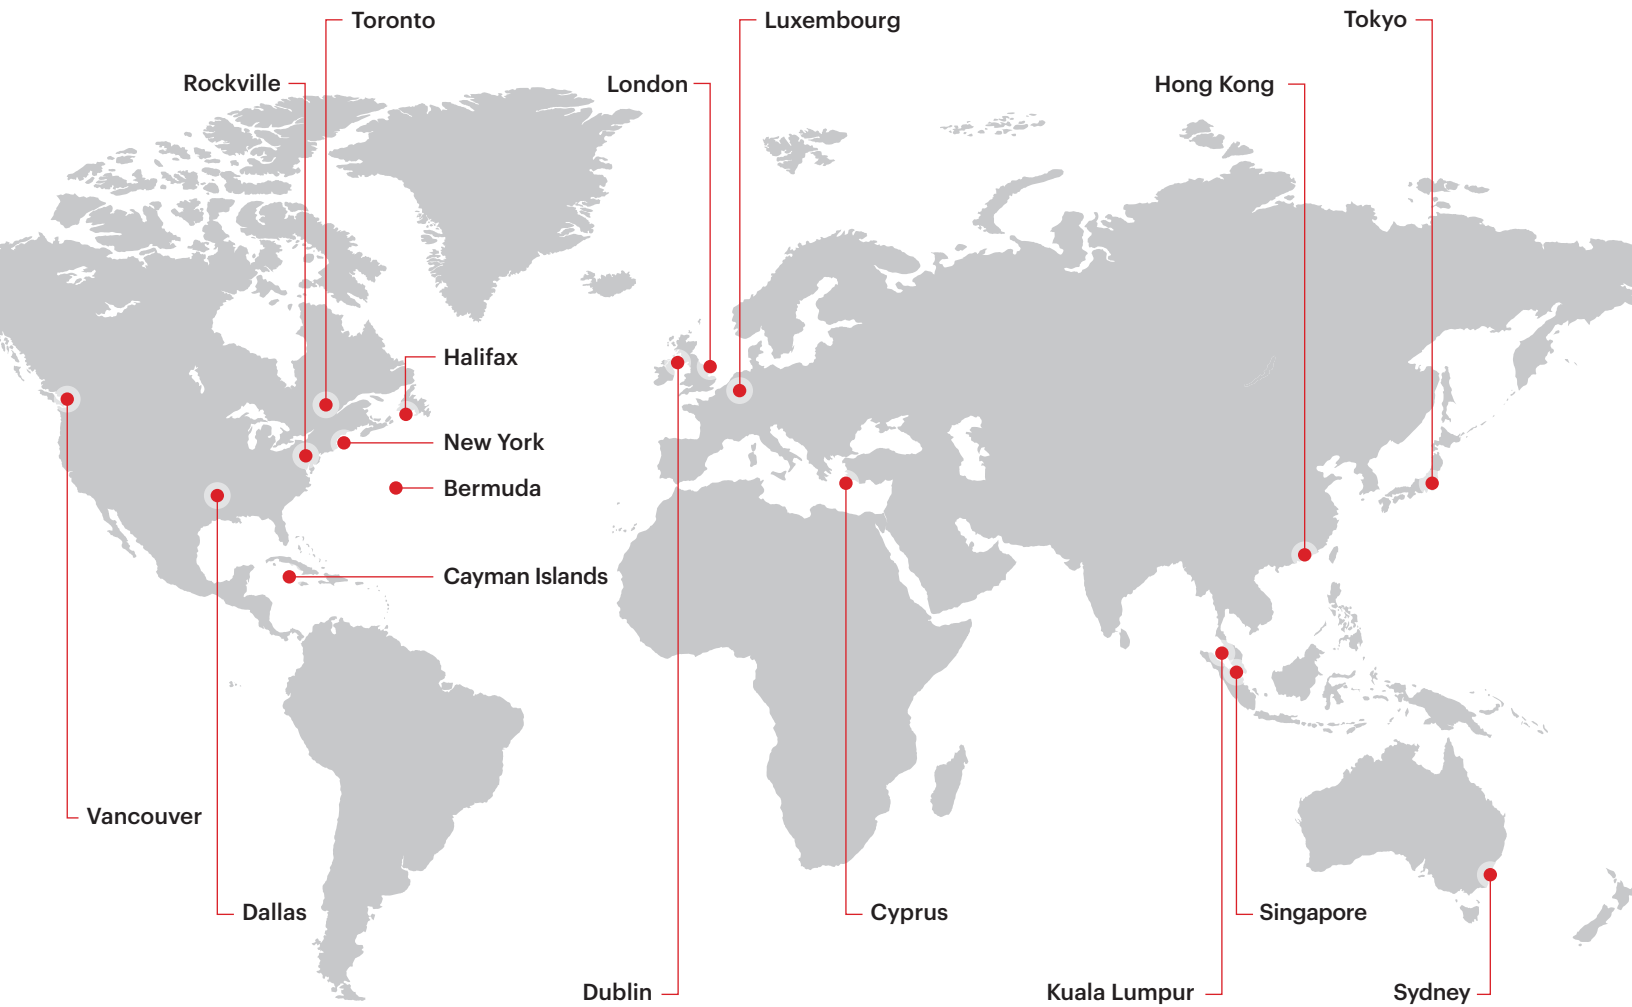 Toronto
Luxembourg
Tokyo
Rockville
London
Hong Kong
Halifax
New York
Bermuda
Cayman Islands
Vancouver
Dallas
Cyprus
Singapore
Dublin
Kuala Lumpur
Sydney